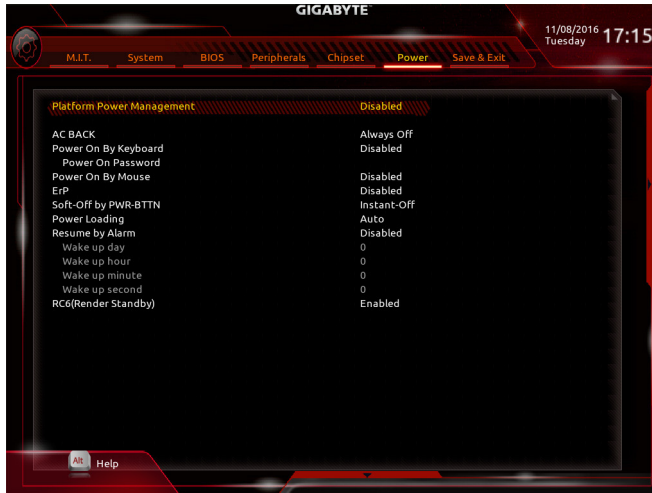 GIGABYTE™
11/08/2016 17:15
Tuesday
M.I.T. System BIOS Peripherals Chipset Power Save & Exit
Platform Power Management Disabled
AC BACK Always Off
Power On By Keyboard Disabled
Power On Password
Power On By Mouse Disabled
ErP Disabled
Soft-Off by PWR-BTTN Instant-Off
Power Loading Auto
Resume by Alarm Disabled
Wake up day 0
Wake up hour 0
Wake up minute 0
Wake up second 0
RC6(Render Standby) Enabled
Alt Help